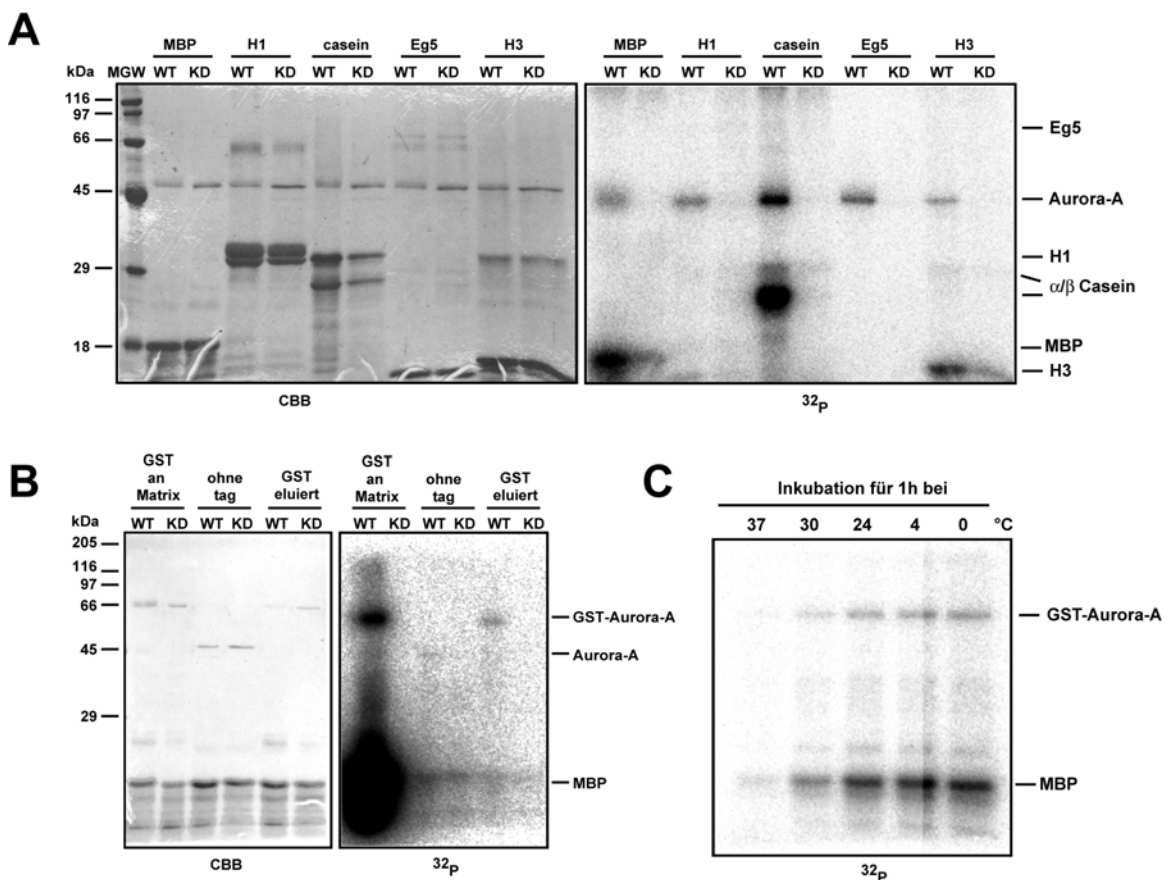 A
MBP H1 casein Eg5 H3
kDa MGW WT KD WT KD WT KD WT KD WT KD
116
97
66
45
29
18
CBB
MBP H1 casein Eg5 H3
WT KD WT KD WT KD WT KD WT KD
Eg5
Aurora-A
H1
α/β Casein
MBP
H3
32P
B
GST an Matrix
ohne tag
GST eluiert
kDa WT KD WT KD WT KD
205
116
97
66
45
29
CBB
GST an Matrix
ohne tag
GST eluiert
WT KD WT KD WT KD
GST-Aurora-A
Aurora-A
MBP
32P
C
Inkubation für 1h bei
37 30 24 4 0 °C
GST-Aurora-A
MBP
32P